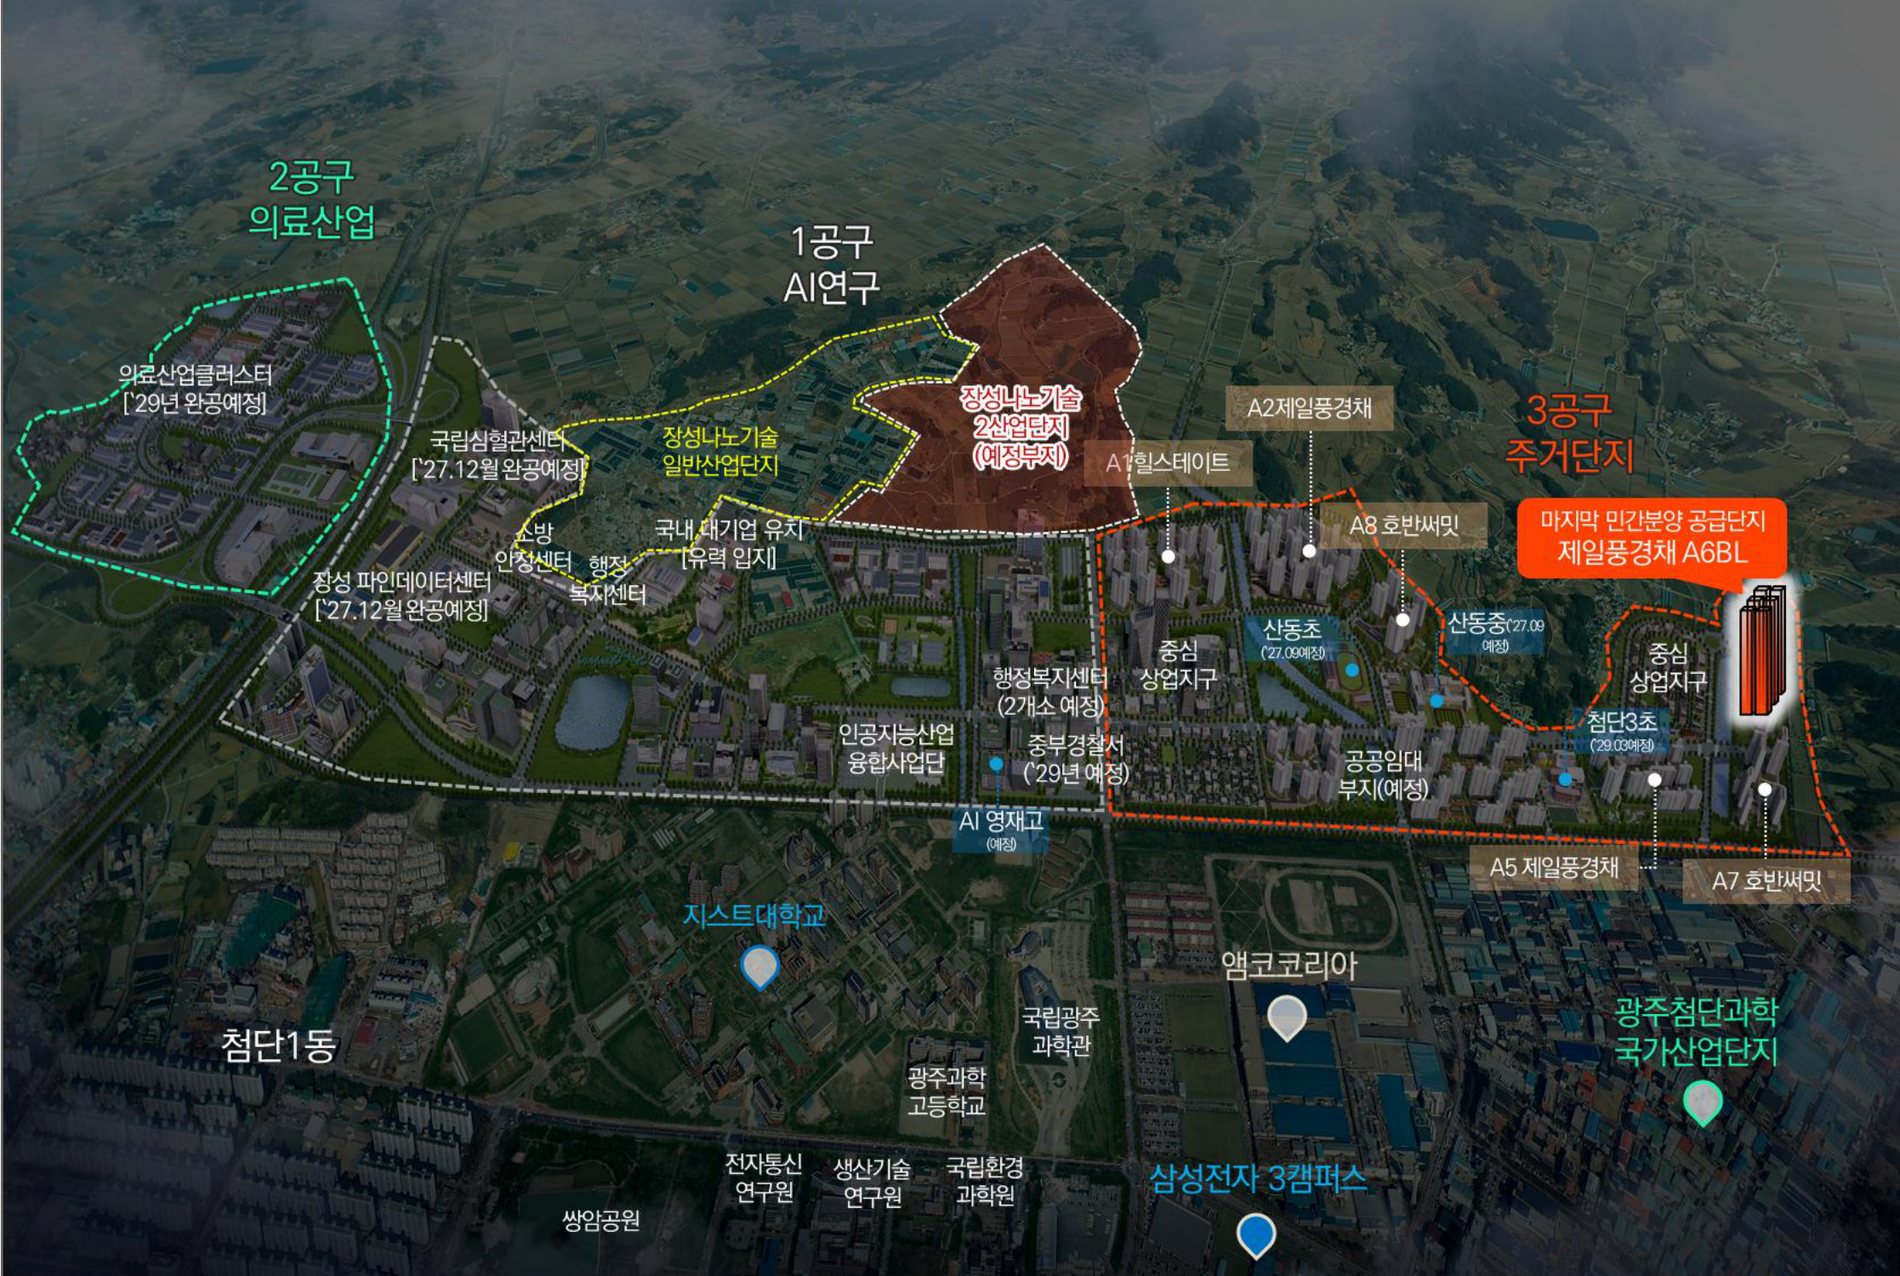 2공구
의료산업
1공구
AI연구
의료산업클러스터
[`29년 완공예정]
국립심혈관센터
[`27.12월 완공예정]
장성나노기술
일반산업단지
장성나노기술
2산업단지
(예정부지)
A1힐스테이트
A2제일풍경채
3공구
주거단지
A8 호반써밋
마지막 민간분양 공급단지
제일풍경채 A6BL
소방
안전센터
행정
복지센터
국내 대기업 유치
[유력 입지]
장성 파인데이터센터
[`27.12월 완공예정]
산동초
(`27.09예정)
산동중(`27.09
예정)
중심
상업지구
중심
상업지구
행정복지센터
(2개소 예정)
인공지능산업
융합사업단
중부경찰서
(`29년 예정)
공공임대
부지(예정)
첨단3초
(`29.03예정)
AI 영재고
(예정)
A5 제일풍경채
A7 호반써밋
지스트대학교
앰코코리아
첨단1동
국립광주
과학관
광주첨단과학
국가산업단지
광주과학
고등학교
전자통신
연구원
생산기술
연구원
국립환경
과학원
삼성전자 3캠퍼스
쌍암공원